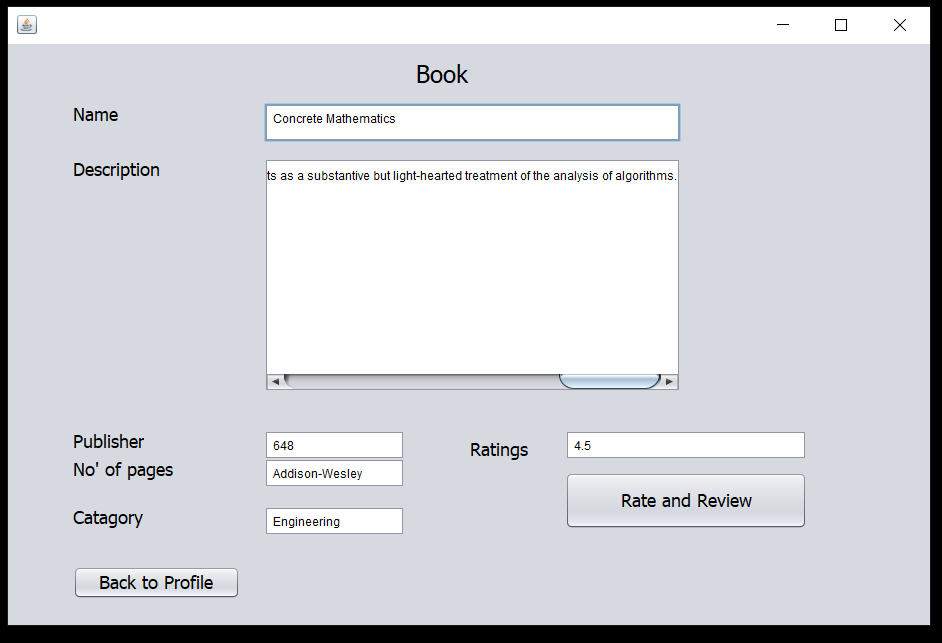 Book
Name
Concrete Mathematics
Description
ts as a substantive but light-hearted treatment of the analysis of algorithms.
Publisher
648
No' of pages
Addison-Wesley
Ratings
4.5
Rate and Review
Catagory
Engineering
Back to Profile